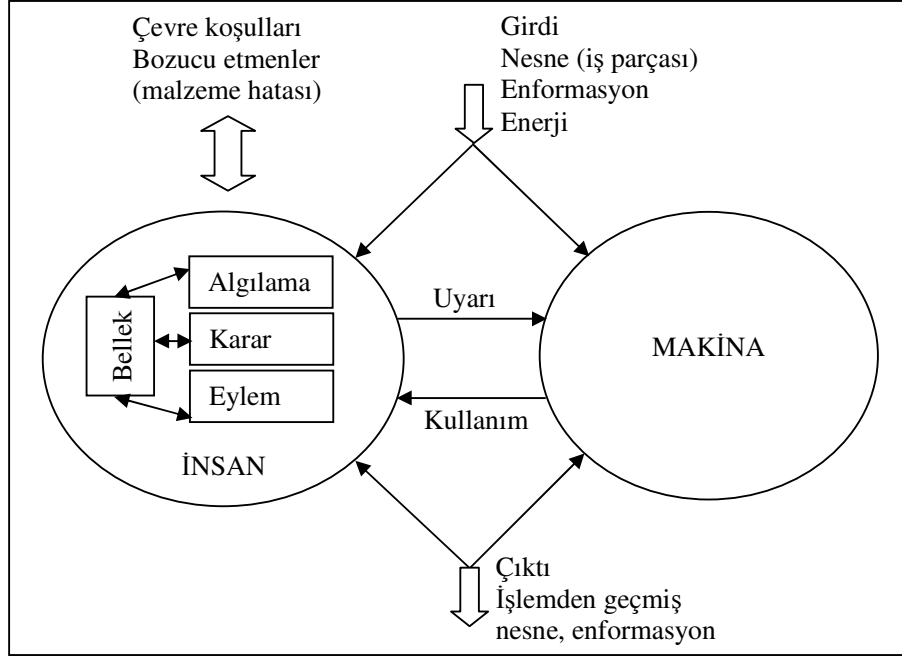 Çevre koşulları
Bozucu etmenler
(malzeme hatası)
Girdi
Nesne (iş parçası)
Enformasyon
Enerji
Bellek
Algılama
Karar
Eylem
İNSAN
Uyarı
Kullanım
MAKİNA
Çıktı
İşlemden geçmiş
nesne, enformasyon